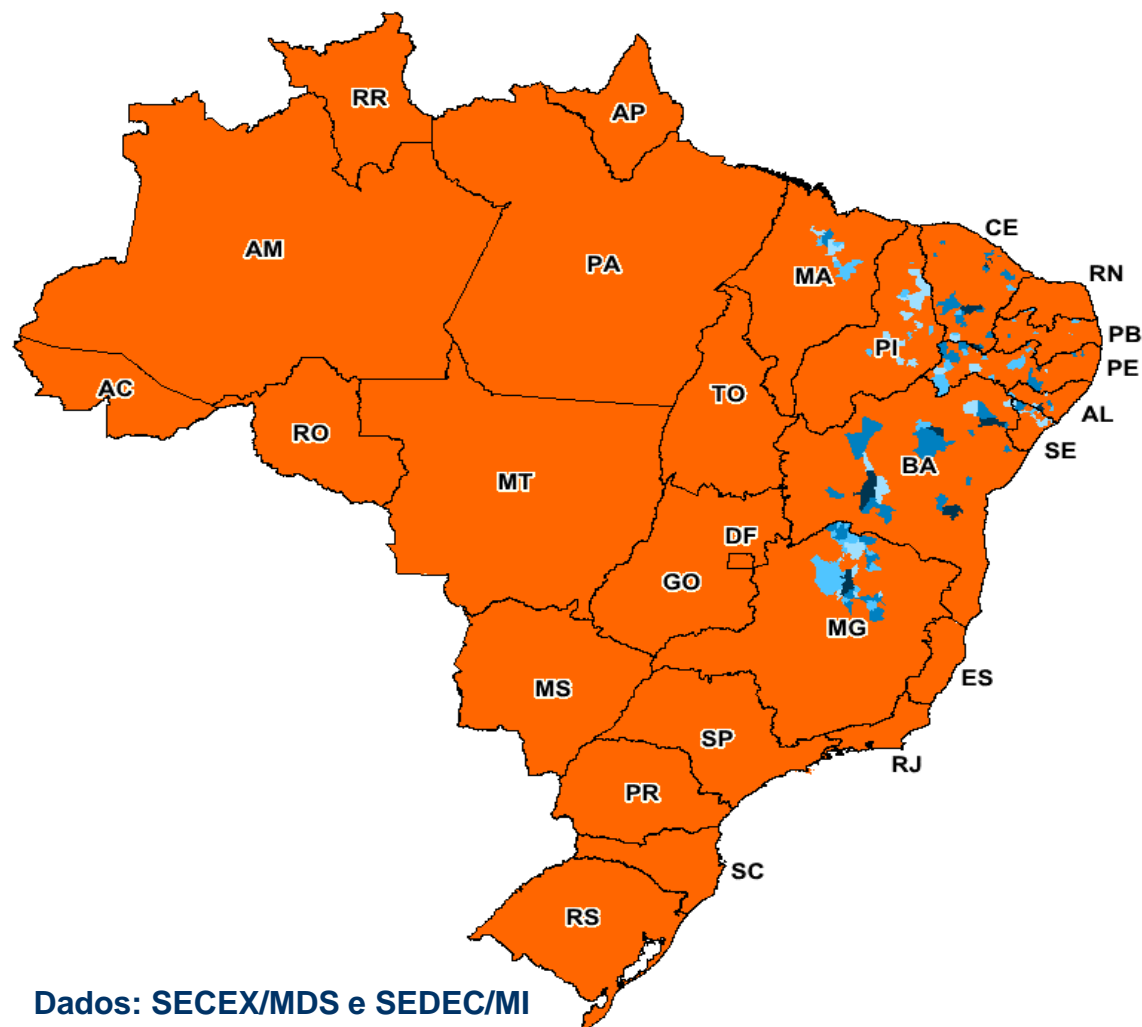 RR
AP
AM
PA
MA
CE
RN
PI
PB
PE
AC
TO
AL
RO
BA
SE
MT
DF
GO
MG
MS
ES
SP
RJ
PR
SC
RS
Dados: SECEX/MDS e SEDEC/MI